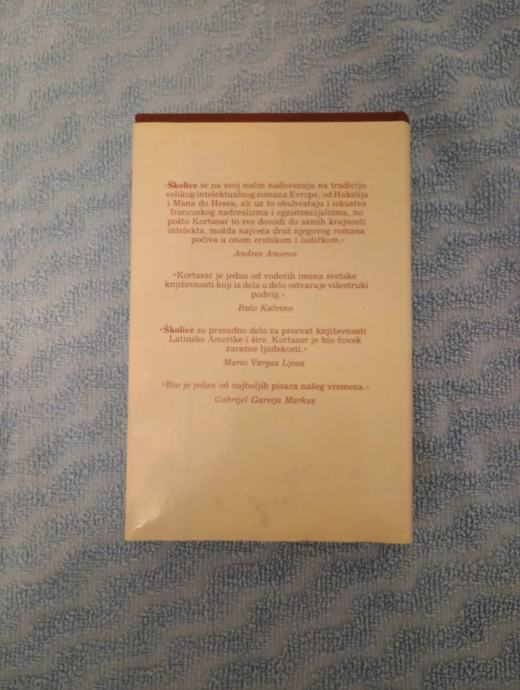 »Školice se na svoj način nadovezuju na tradiciju
velikog intelektualnog romana Evrope, od Hakslija
i Mana do Hesea, ali uz to obuhvataju i iskustva
francuskog nadrealizma i egzistencijalizma, no
pošto Kortasar to sve dovodi do samih krajnosti
intelekta, možda najveća draž njegovog romana
počiva u onom erotskom i ludičkom.«
Andres Amoros
»Kortasar je jedan od vodećih imena svetske
književnosti koji iz dela u delo ostvaruje višestruki
podvig.«
Italo Kalvino
»Školice su presudno delo za procvat književnosti
Latinske Amerike i šire. Kortasar je bio čovek
zarazne ljudskosti.«
Mario Vargas Ljosa
»Bio je jedan od najboljih pisaca našeg vremena.«
Gabrijel Garsija Markes